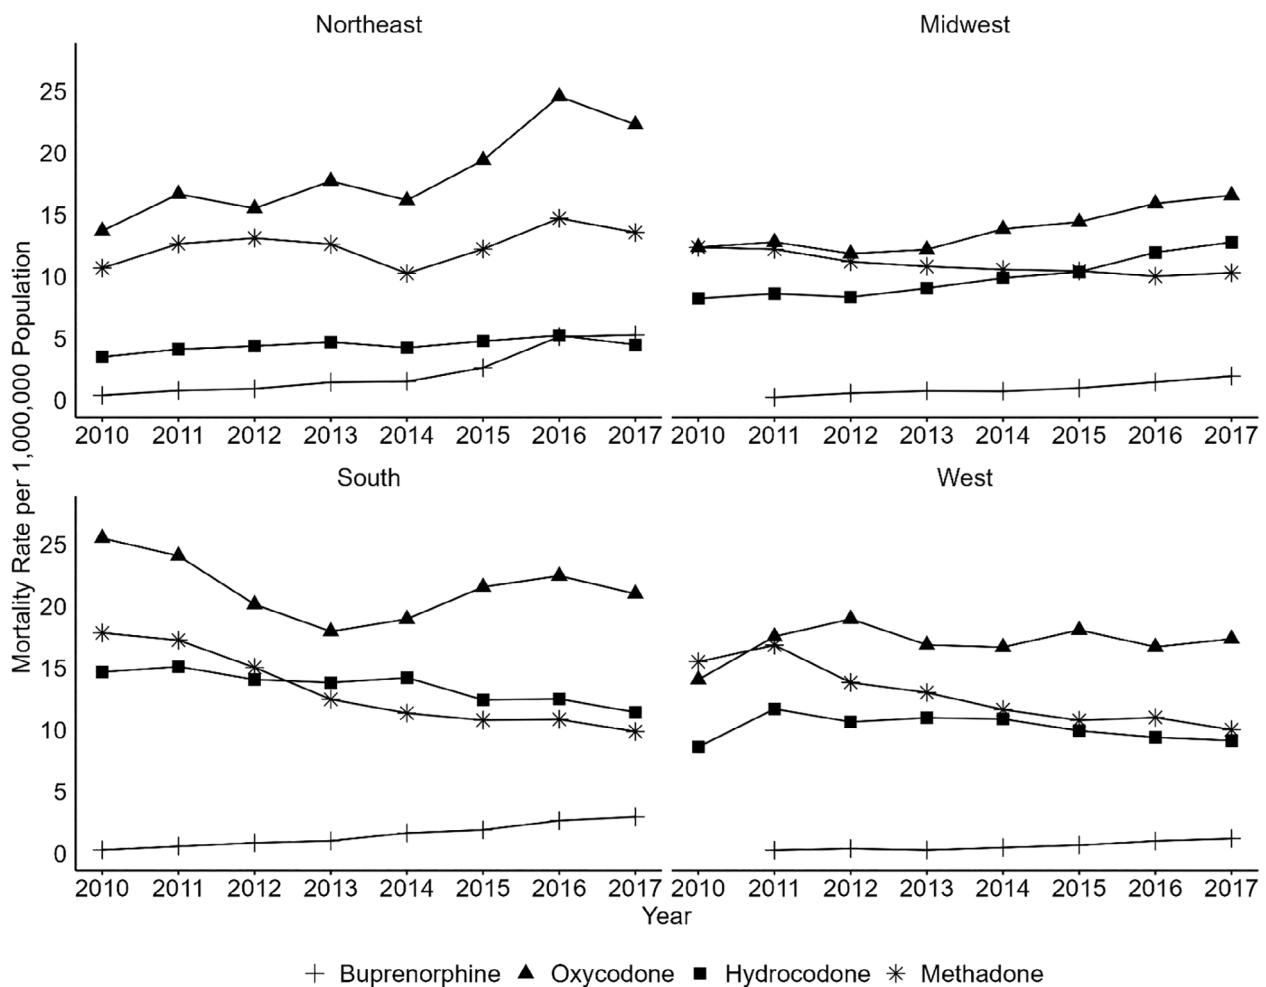 Northeast
Midwest
Mortality Rate per 1,000,000 Population
25
20
15
10
5
0
2010 2011 2012 2013 2014 2015 2016 2017
2010 2011 2012 2013 2014 2015 2016 2017
South
West
25
20
15
10
5
0
2010 2011 2012 2013 2014 2015 2016 2017
2010 2011 2012 2013 2014 2015 2016 2017
Year
Buprenorphine Oxycodone Hydrocodone Methadone